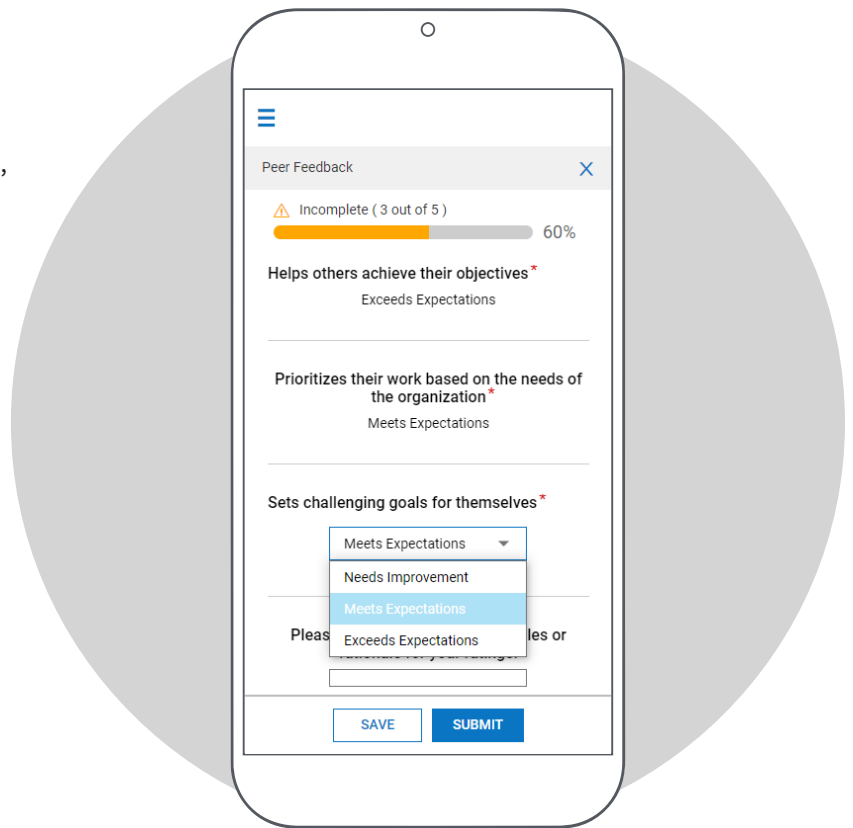 ,
Peer Feedback X
Incomplete ( 3 out of 5 )
60%
Helps others achieve their objectives*
Exceeds Expectations
Prioritizes their work based on the needs of
the organization*
Meets Expectations
Sets challenging goals for themselves*
Meets Expectations
Needs Improvement
Meets Expectations
Exceeds Expectations
Pleas les or
SAVE SUBMIT